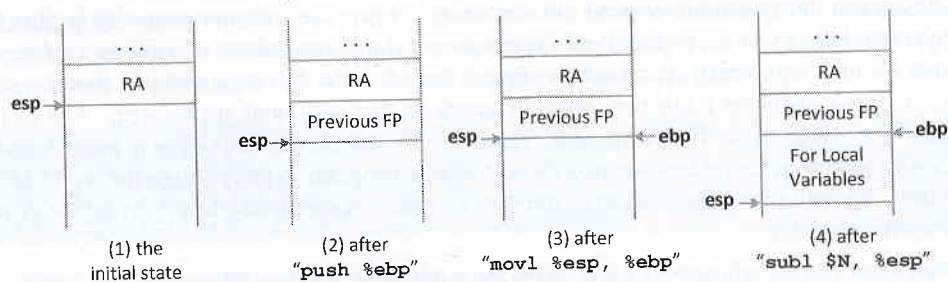 ...
RA
esp
(1) the
initial state
...
RA
Previous FP
esp
(2) after
"push %ebp"
...
RA
Previous FP
esp
ebp
(3) after
"movl %esp, %ebp"
...
RA
Previous FP
ebp
For Local
Variables
esp
(4) after
"subl $N, %esp"